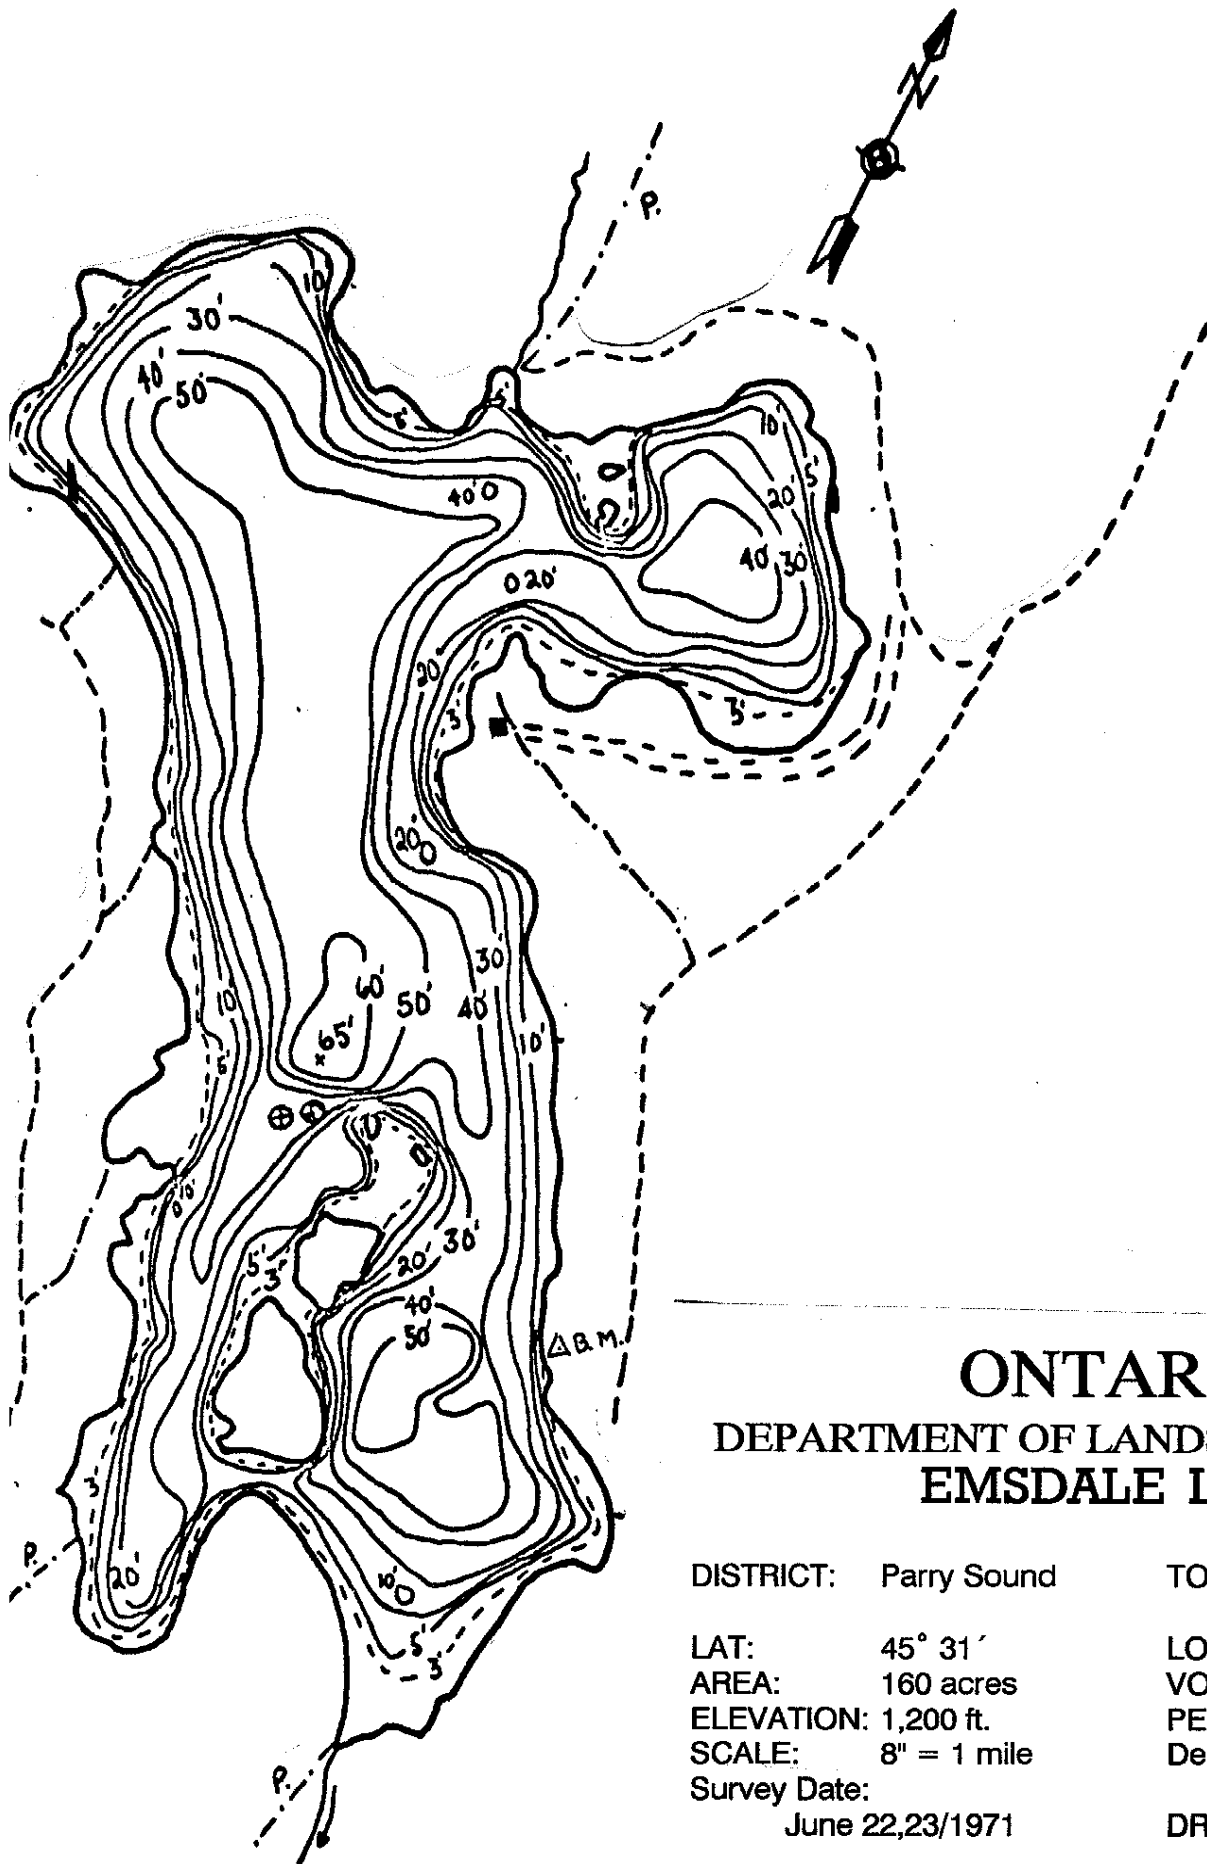 N
P.
10'
30'
40'
50'
5'
5'
10'
5'
40'
20'
40'
30'
20'
20
3'
3'
20'
30'
60'
50'
40'
10
65'
10'
5'
10'
30'
5'
20'
3'
40'
50'
B.M.
3
P.
20'
10'
5'
3'
P.
ONTAR
DEPARTMENT OF LANDS
EMSDALE L
DISTRICT: Parry Sound TO
LAT: 45° 31´ LO
AREA: 160 acres VO
ELEVATION: 1,200 ft. PE
SCALE: 8" = 1 mile De
Survey Date:
June 22,23/1971 DR